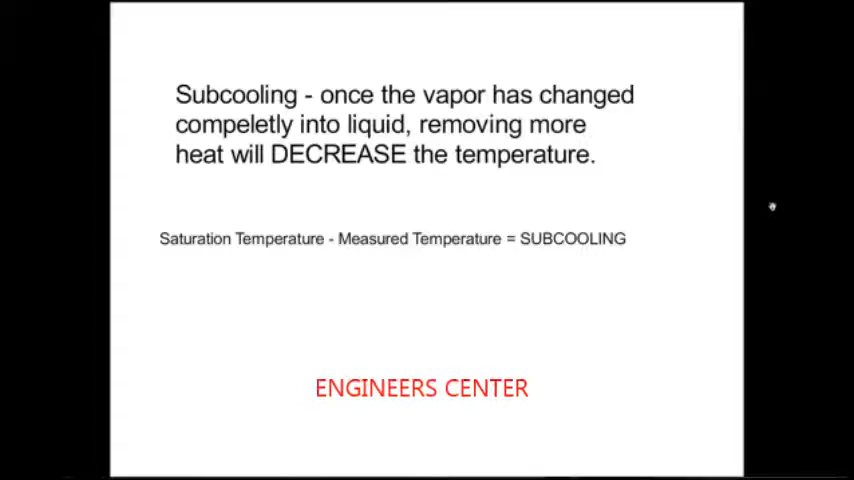 Subcooling - once the vapor has changed
compeletly into liquid, removing more
heat will DECREASE the temperature.
Saturation Temperature - Measured Temperature = SUBCOOLING
ENGINEERS CENTER